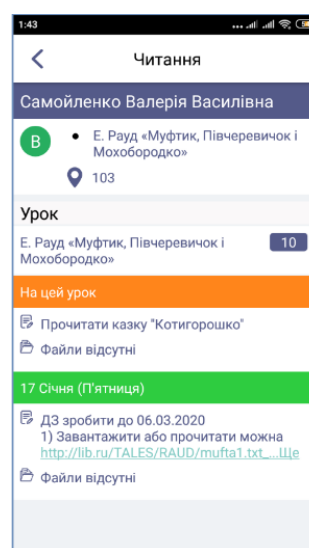 1:43
Читання
Самойленко Валерія Василівна
В
• Е. Рауд «Муфтик, Півчеревичок і
Мохобородко»
103
Урок
Е. Рауд «Муфтик, Півчеревичок і
Мохобородко»
10
На цей урок
Прочитати казку "Котигорошко"
Файли відсутні
17 Січня (П'ятниця)
ДЗ зробити до 06.03.2020
1) Завантажити або прочитати можна
http://lib.ru/TALES/RAUD/mufta1.txt_...Ще
Файли відсутні